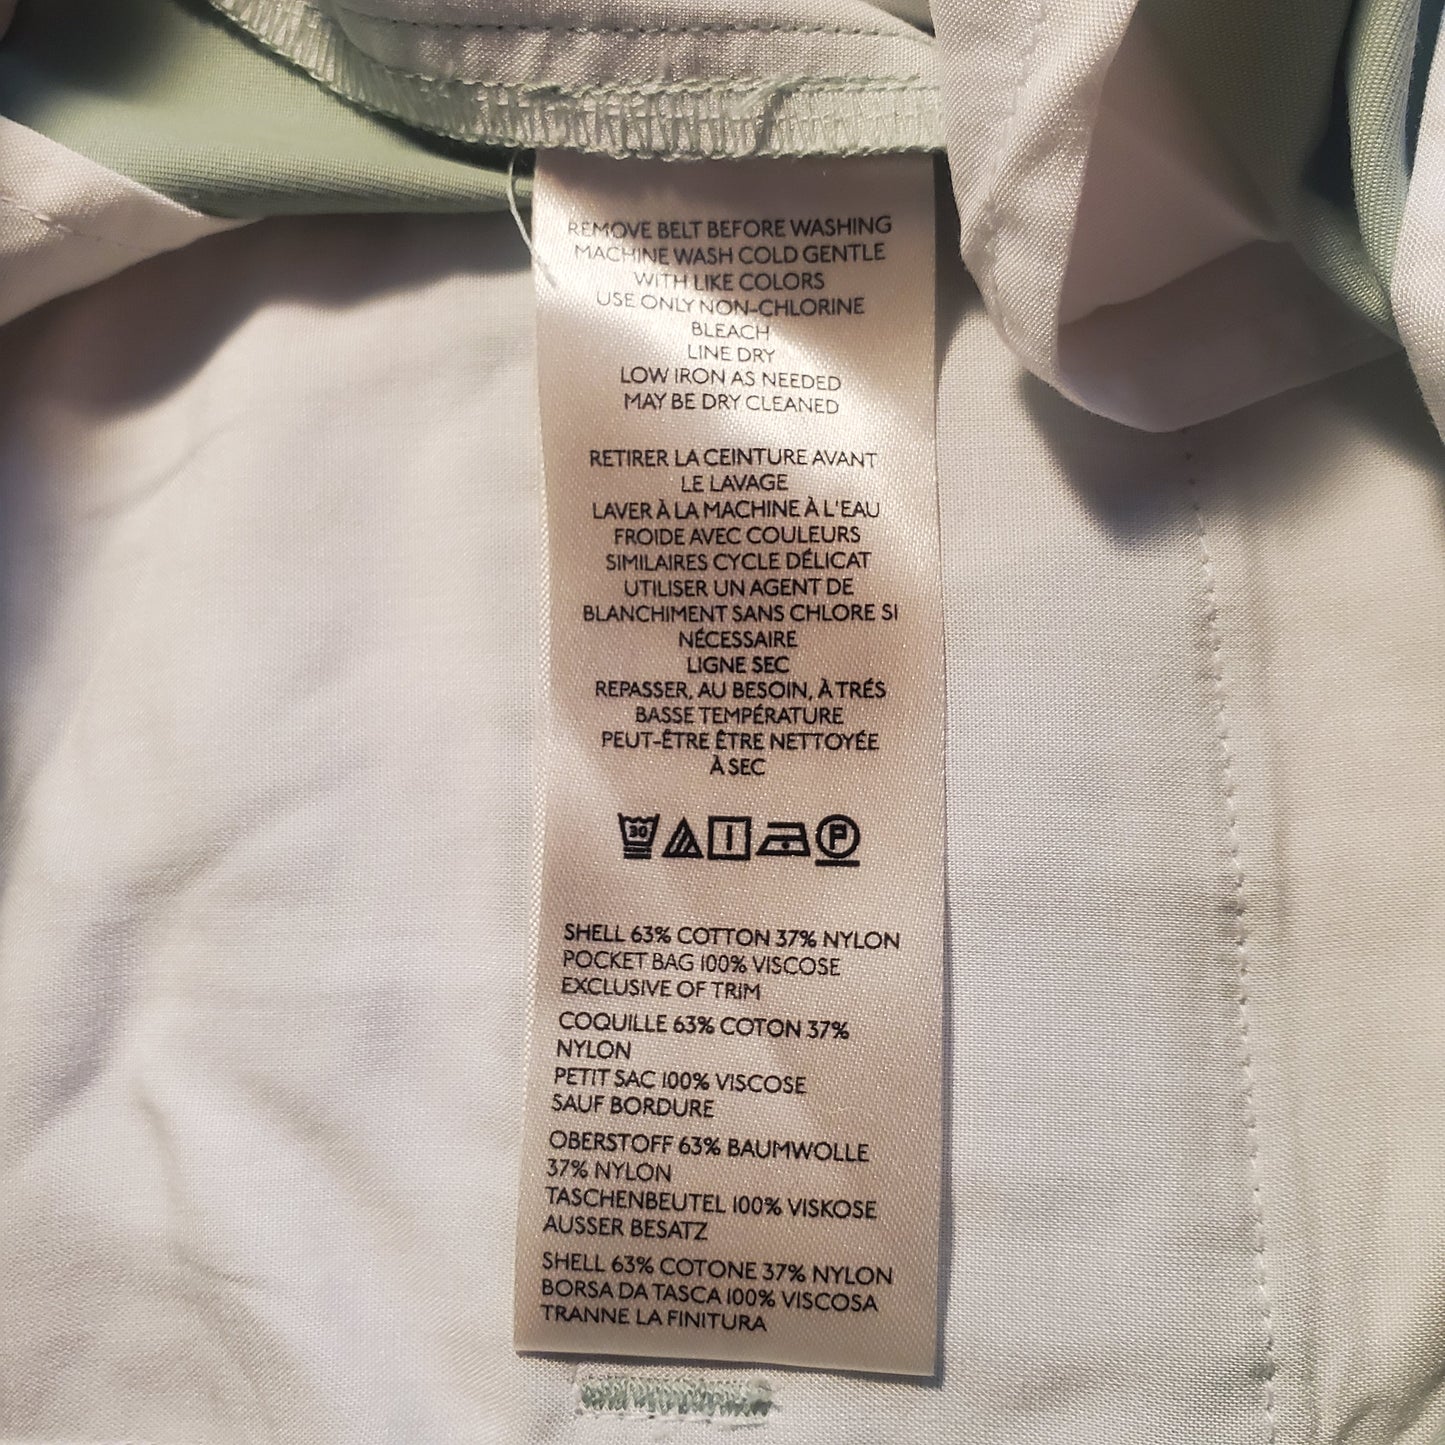 REMOVE BELT BEFORE WASHING
MACHINE WASH COLD GENTLE
WITH LIKE COLORS
USE ONLY NON-CHLORINE
BLEACH
LINE DRY
LOW IRON AS NEEDED
MAY BE DRY CLEANED
RETIRER LA CEINTURE AVANT
LE LAVAGE
LAVER À LA MACHINE À L'EAU
FROIDE AVEC COULEURS
SIMILAIRES CYCLE DÉLICAT
UTILISER UN AGENT DE
BLANCHIMENT SANS CHLORE SI
NÉCESSAIRE
LIGNE SEC
REPASSER, AU BESOIN, À TRÉS
BASSE TEMPÉRATURE
PEUT-ÊTRE ÊTRE NETTOYÉE
À SEC
30 P
SHELL 63% COTTON 37% NYLON
POCKET BAG 100% VISCOSE
EXCLUSIVE OF TRIM
COQUILLE 63% COTON 37%
NYLON
PETIT SAC 100% VISCOSE
SAUF BORDURE
OBERSTOFF 63% BAUMWOLLE
37% NYLON
TASCHENBEUTEL 100% VISKOSE
AUSSER BESATZ
SHELL 63% COTONE 37% NYLON
BORSA DA TASCA 100% VISCOSA
TRANNE LA FINITURA